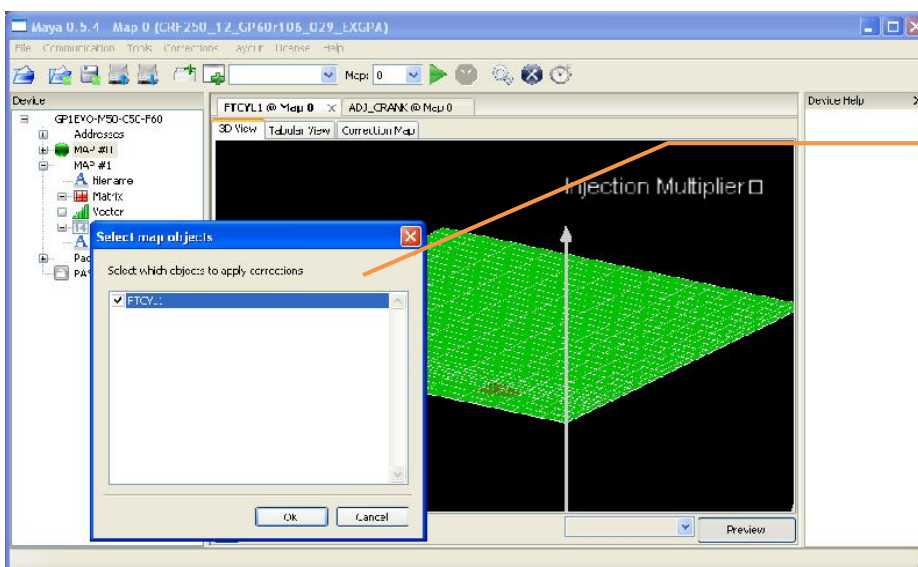 Maya 0.5.4 Map 0 (CRF250_12_GP60r106_029_EXGPA)
File Communication Tools Corrections Layout License Help
Map: 0
Device
Device Help
GP1EVO-M50-C5C-F60
Addresses
MAP #0
MAP #1
Filename
Matrix
Vector
FTCYL1 @ Map 0
ADJ_CRANK @ Map 0
3D View
Tabular View
Correction Map
Injection Multiplier
Select map objects
Select which objects to apply corrections
FTCYL1
Ok
Cancel
Preview